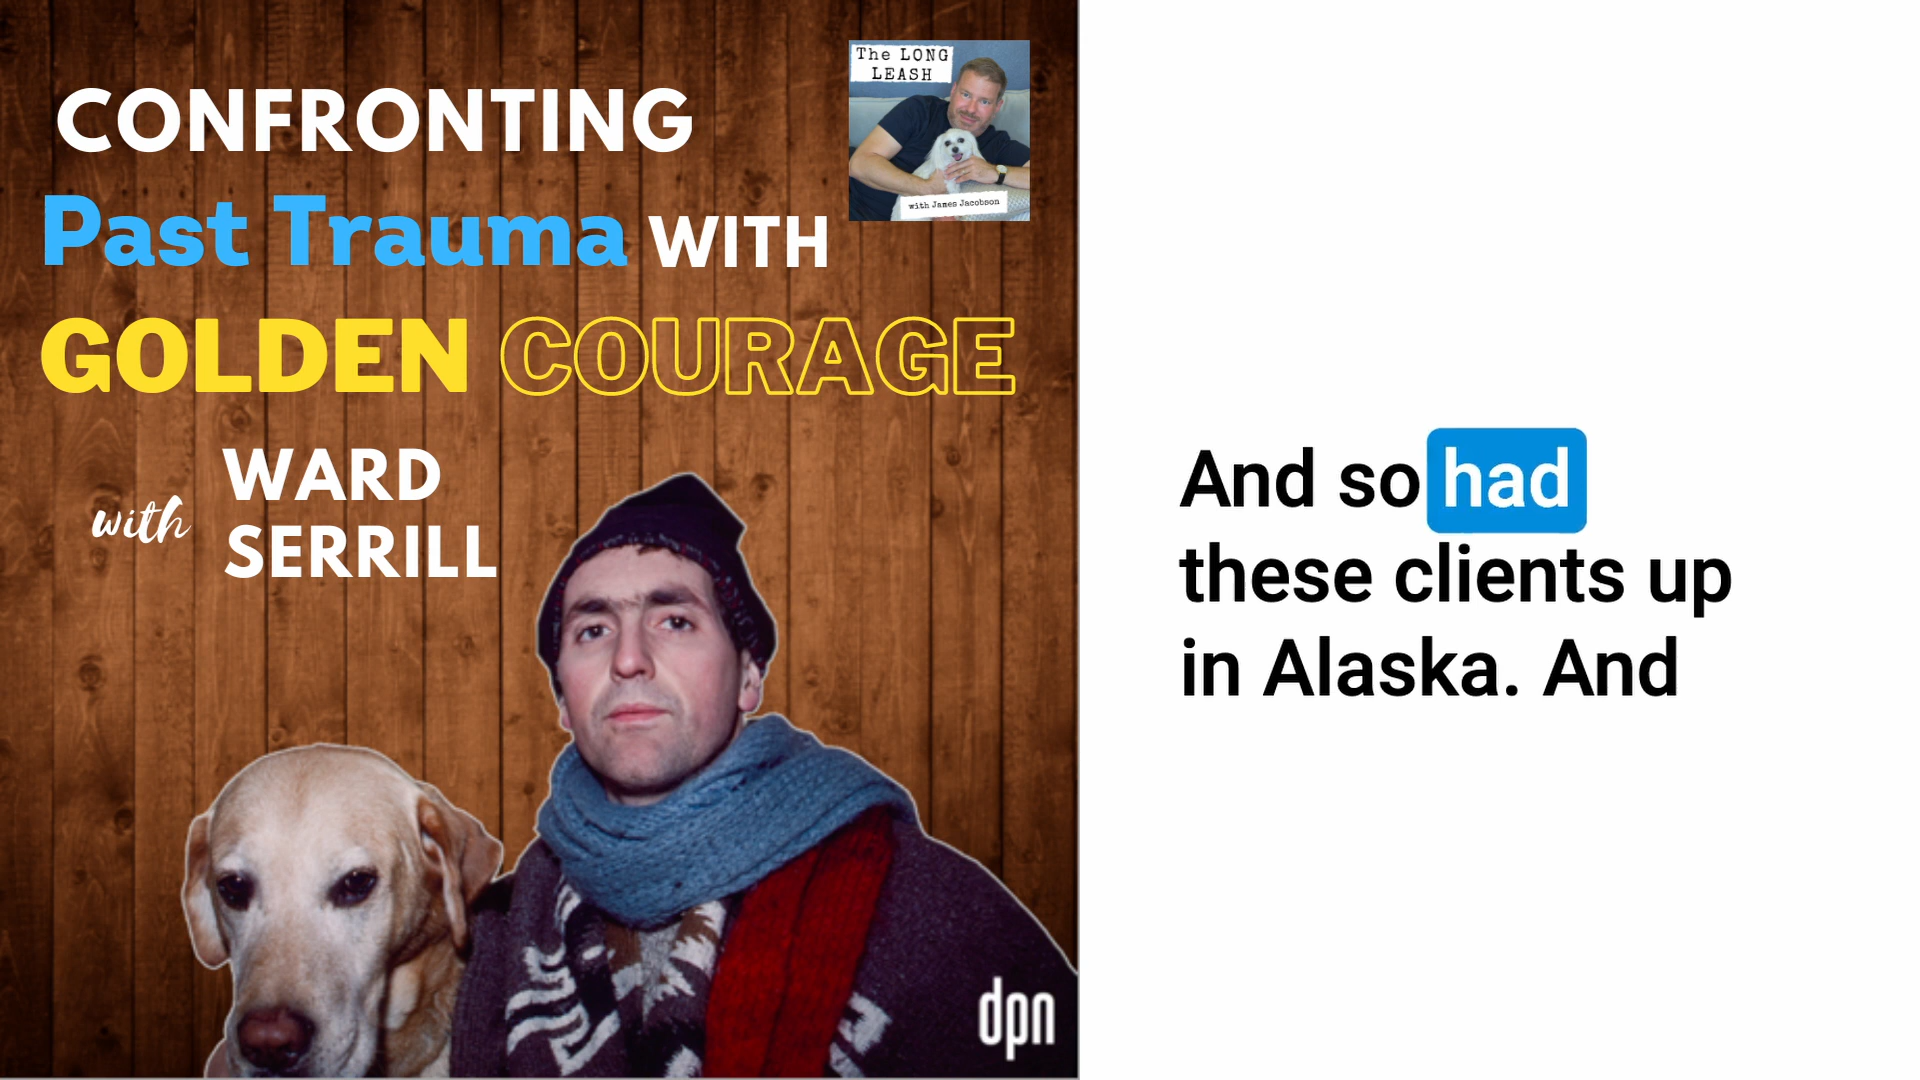 CONFRONTING
Past Trauma WITH
GOLDEN COURAGE
with WARD
SERRILL
The LONG
LEASH
with James Jacobson
dpn
And so had
these clients up
in Alaska. And